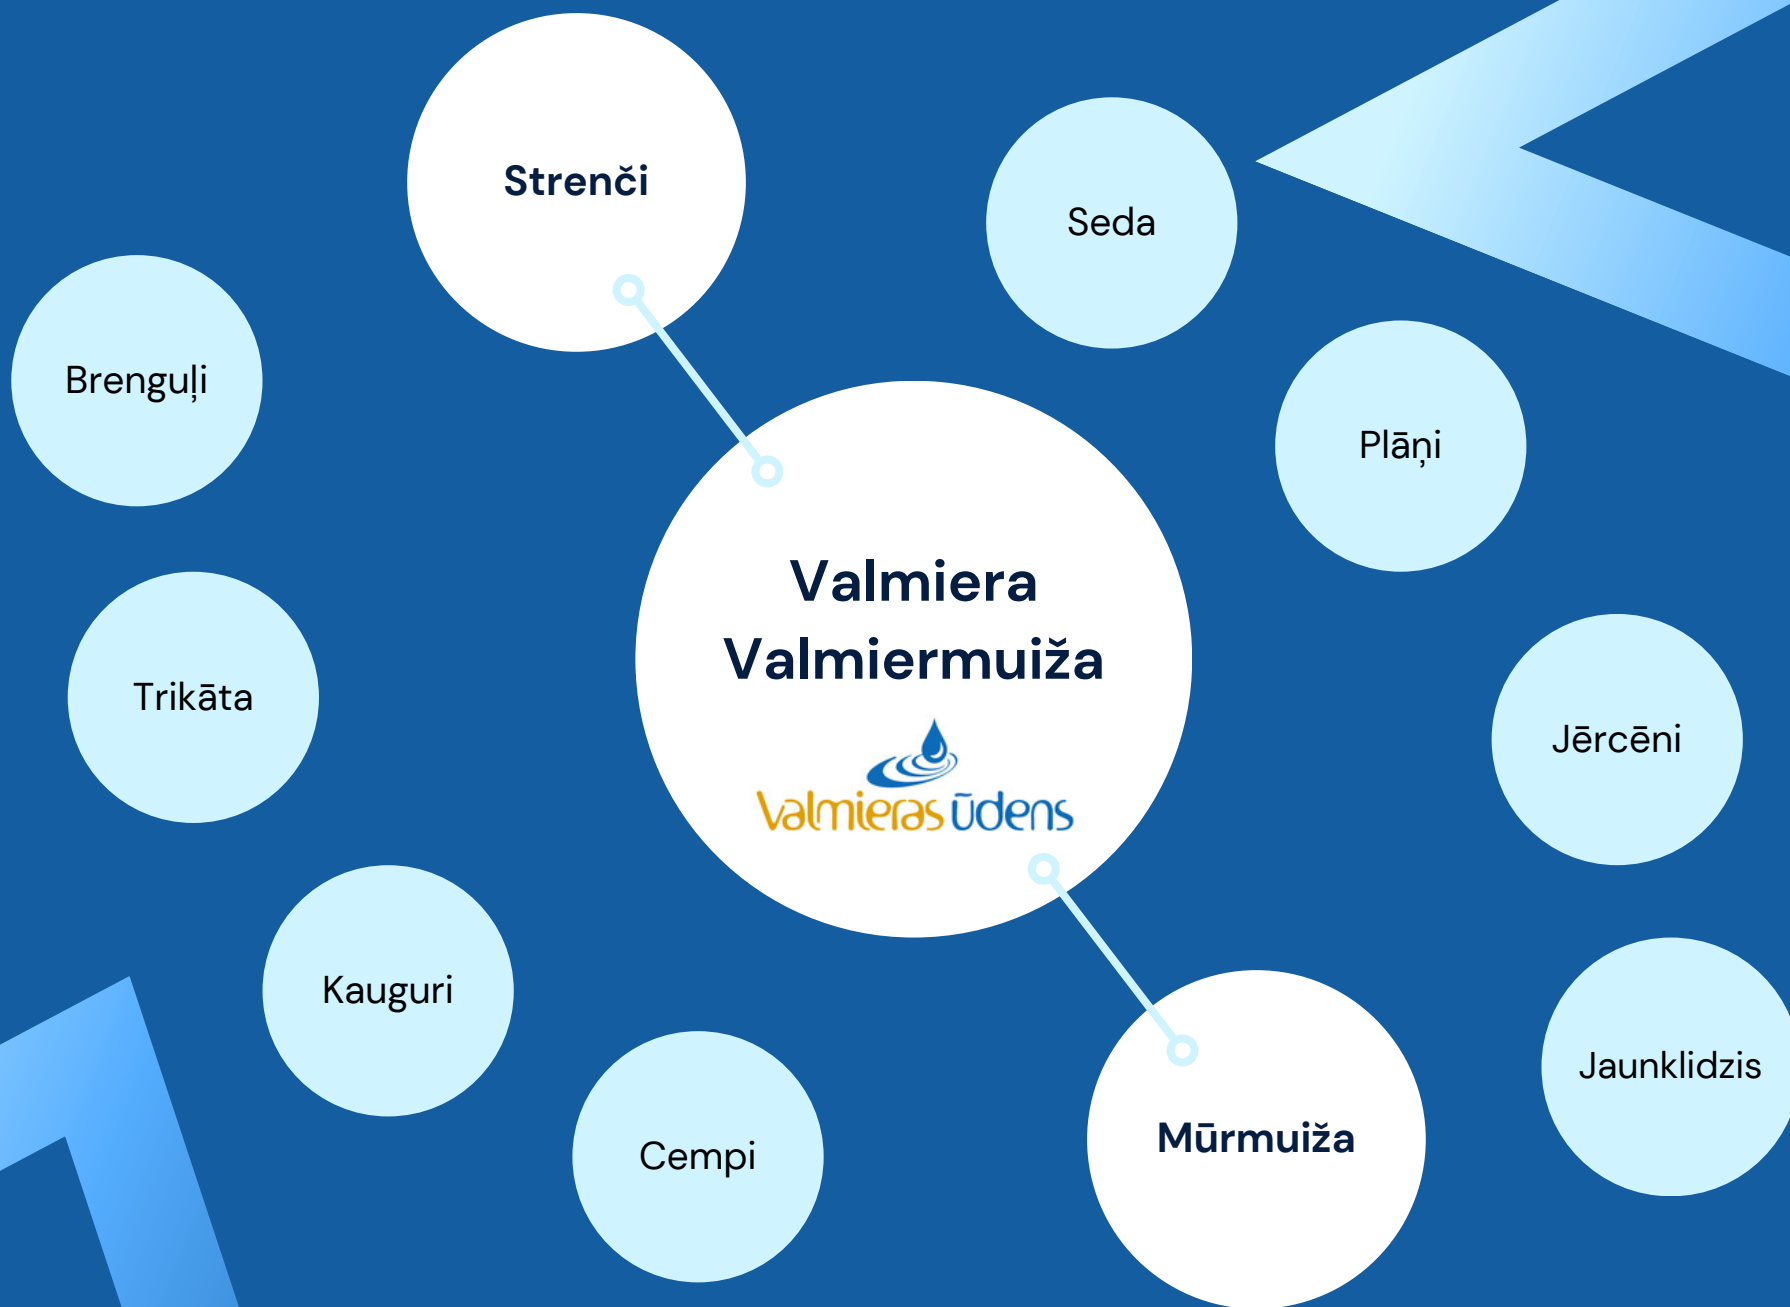 Strenči
Seda
Brenguļi
Plāņi
Valmiera
Valmiermuiža
Valmieras ūdens
Trikāta
Jērcēni
Kauguri
Jaunklidzis
Cempi
Mūrmuiža